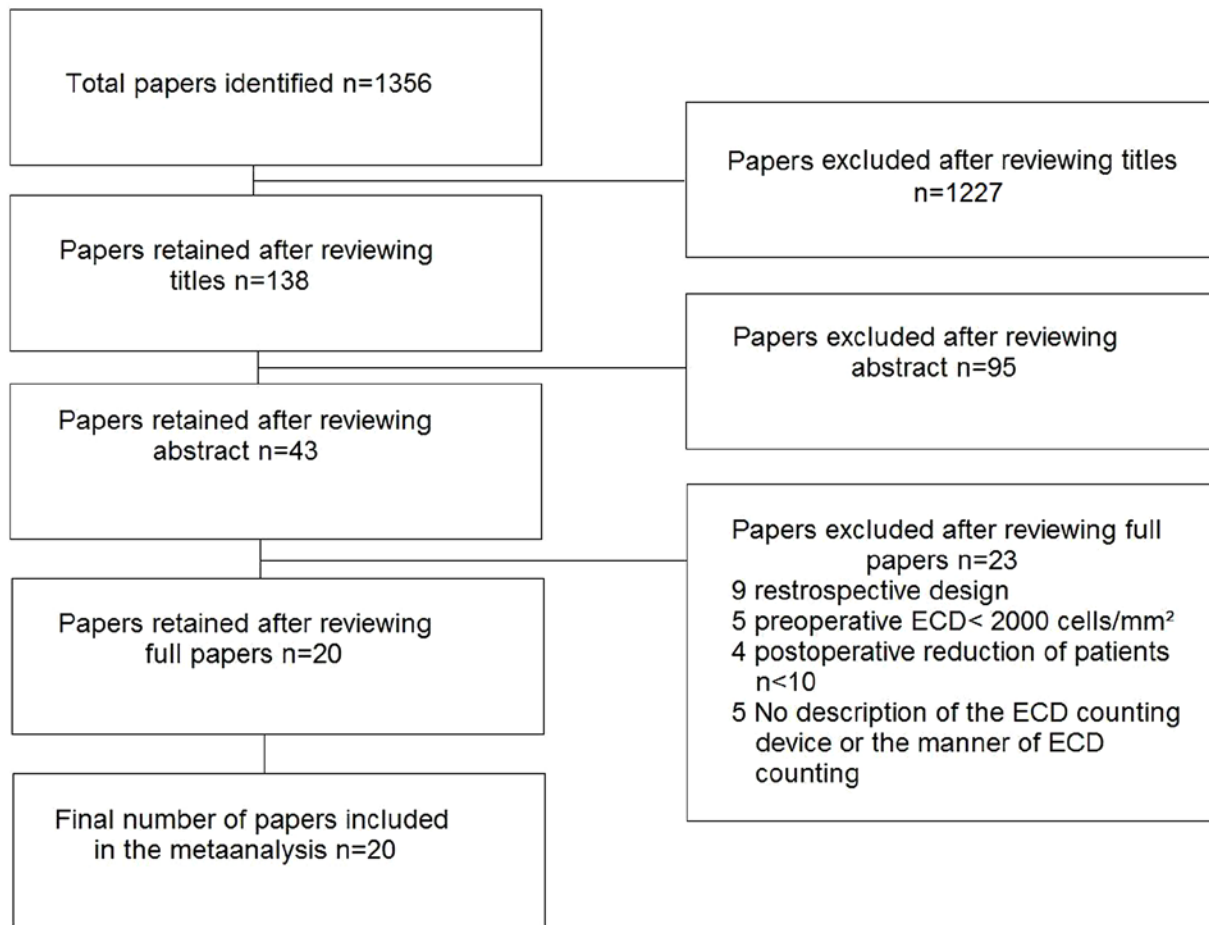 Total papers identified n=1356
Papers excluded after reviewing titles
n=1227
Papers retained after reviewing
titles n=138
Papers excluded after reviewing
abstract n=95
Papers retained after reviewing
abstract n=43
Papers excluded after reviewing full
papers n=23
9 restrospective design
5 preoperative ECD< 2000 cells/mm²
4 postoperative reduction of patients
n<10
5 No description of the ECD counting
device or the manner of ECD
counting
Papers retained after reviewing
full papers n=20
Final number of papers included
in the metaanalysis n=20